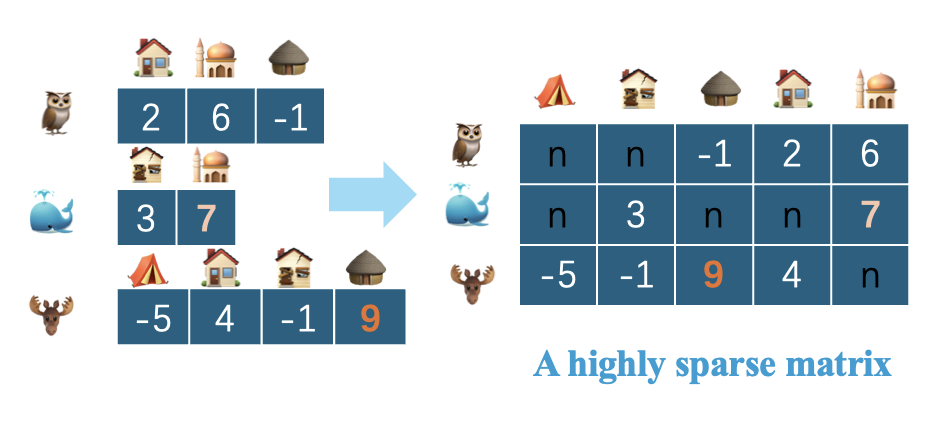 2 6 -1
3 7
-5 4 -1 9
n n -1 2 6
n 3 n n 7
-5 -1 9 4 n
A highly sparse matrix